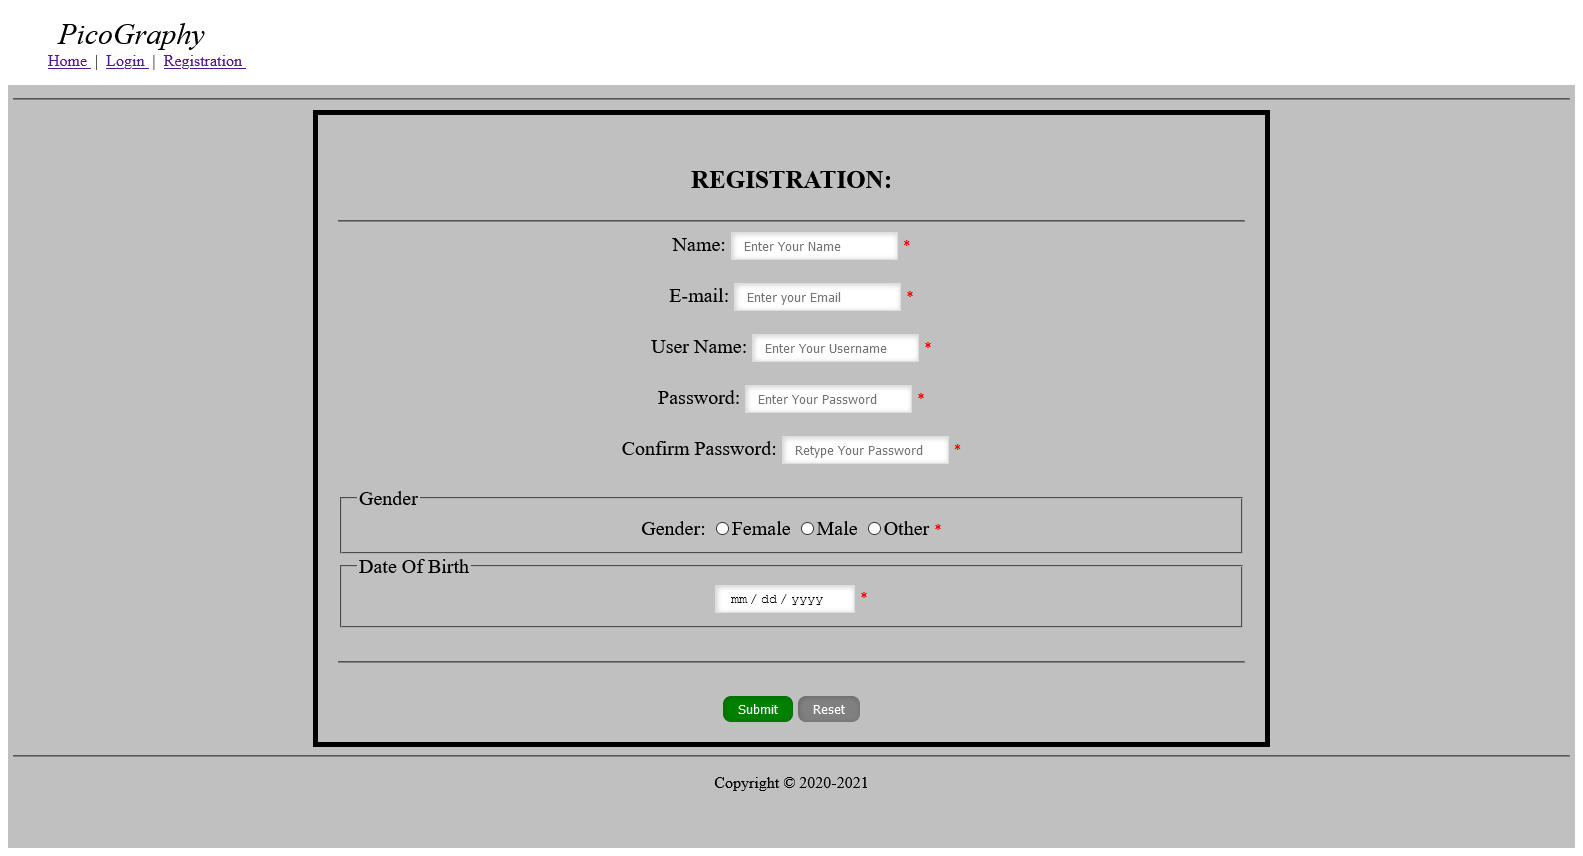 PicoGraphy
Home | Login | Registration
REGISTRATION:
Name: Enter Your Name *
E-mail: Enter your Email *
User Name: Enter Your Username *
Password: Enter Your Password *
Confirm Password: Retype Your Password *
Gender
Gender: Female Male Other *
Date Of Birth
mm / dd / yyyy *
Submit Reset
Copyright © 2020-2021